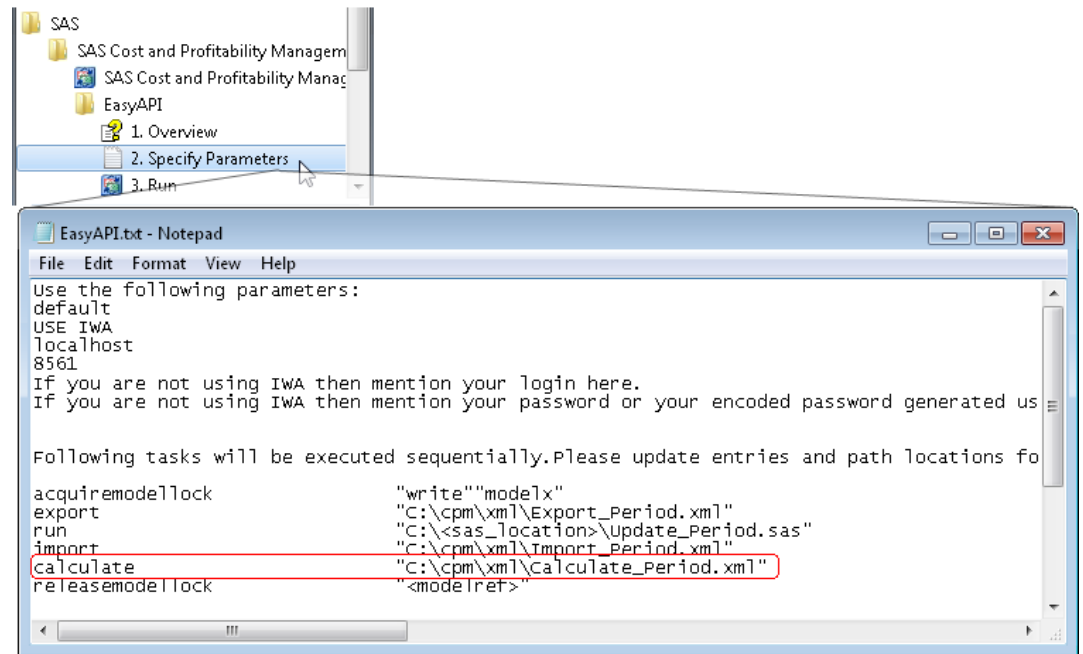 SAS
SAS Cost and Profitability Managem
SAS Cost and Profitability Manag
EasyAPI
1. Overview
2. Specify Parameters
3. Run
EasyAPI.txt - Notepad
File Edit Format View Help
Use the following parameters:
default
USE IWA
localhost
8561
If you are not using IWA then mention your login here.
If you are not using IWA then mention your password or your encoded password generated us
Following tasks will be executed sequentially.Please update entries and path locations fo
acquiremodellock "write""modelx"
export "C:\cpm\xml\Export_Period.xml"
run "C:\<sas_location>\Update_Period.sas"
import "C:\cpm\xml\Import_Period.xml"
calculate "C:\cpm\xml\Calculate_Period.xml"
releasemodellock "<modelref>"